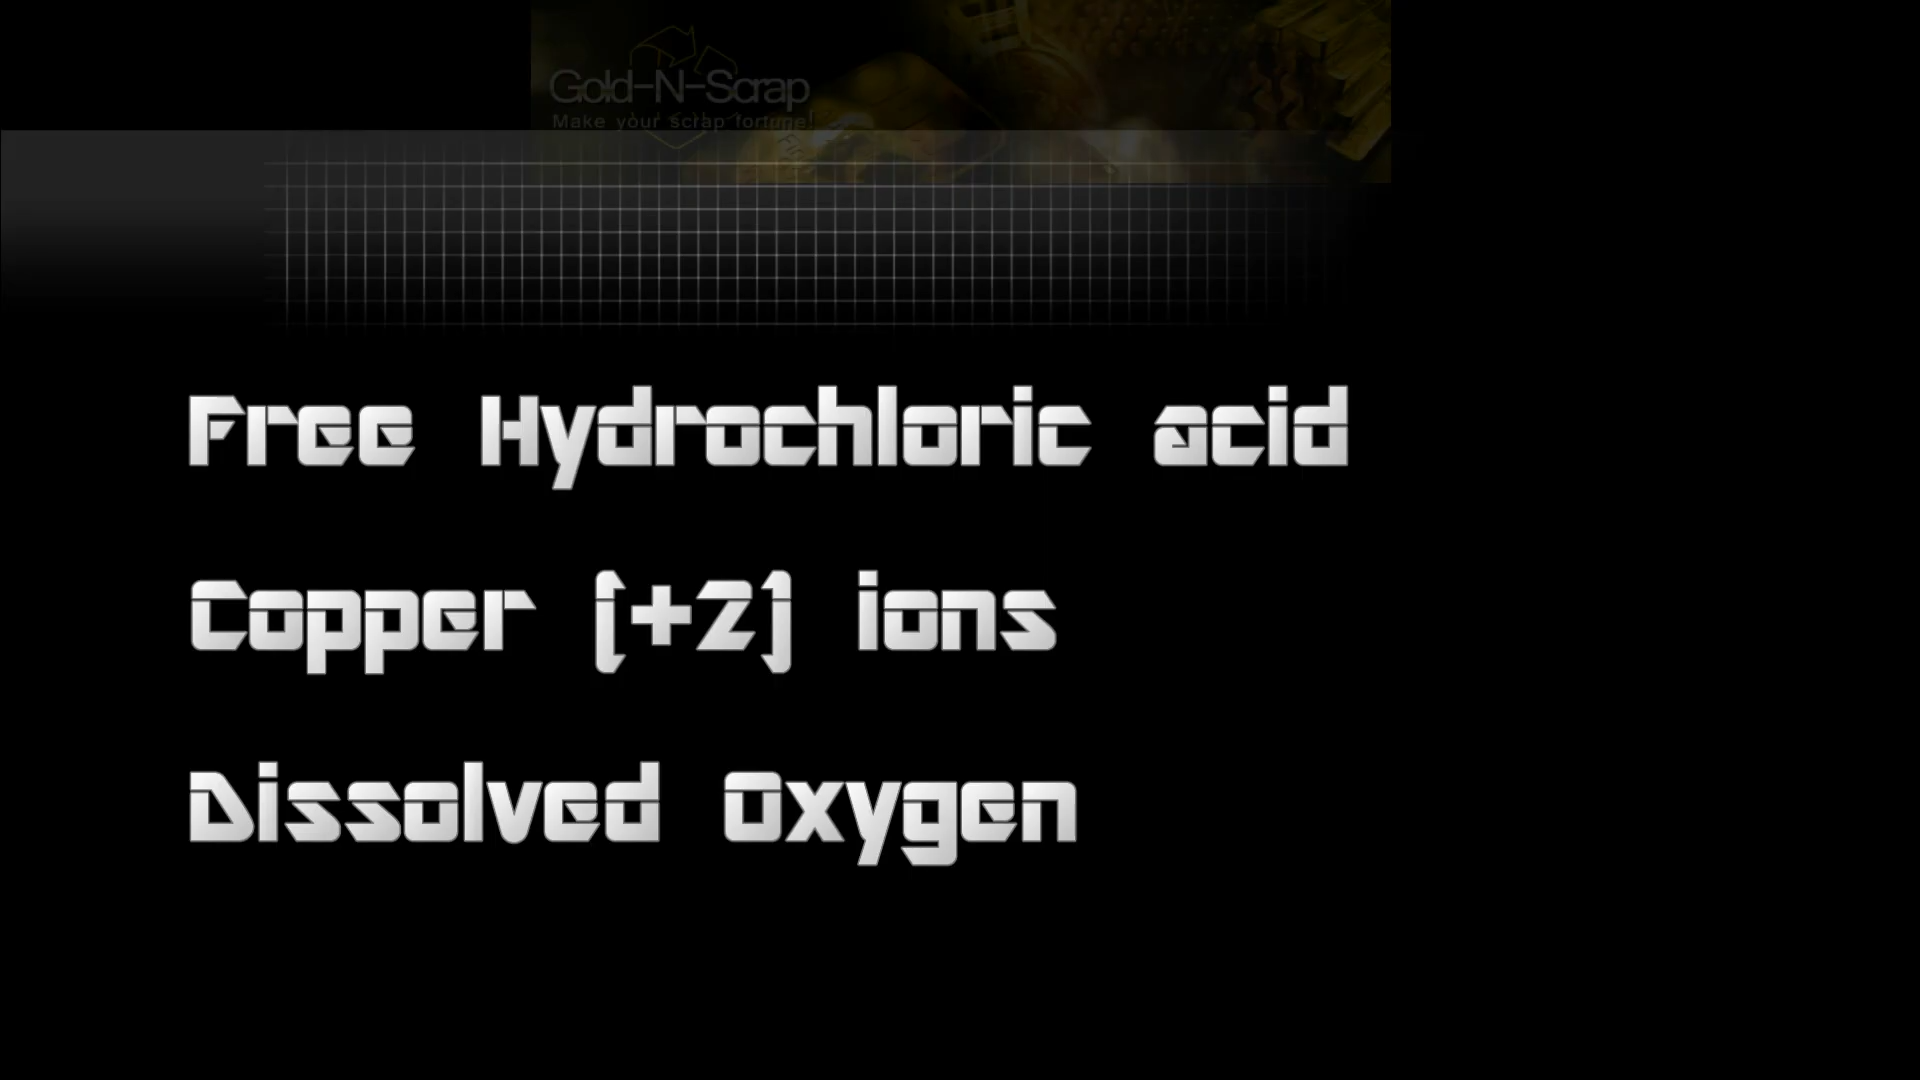 Gold-N-Scrap
Make your scrap fortune!
Free Hydrochloric acid
Copper (+2) ions
Dissolved Oxygen